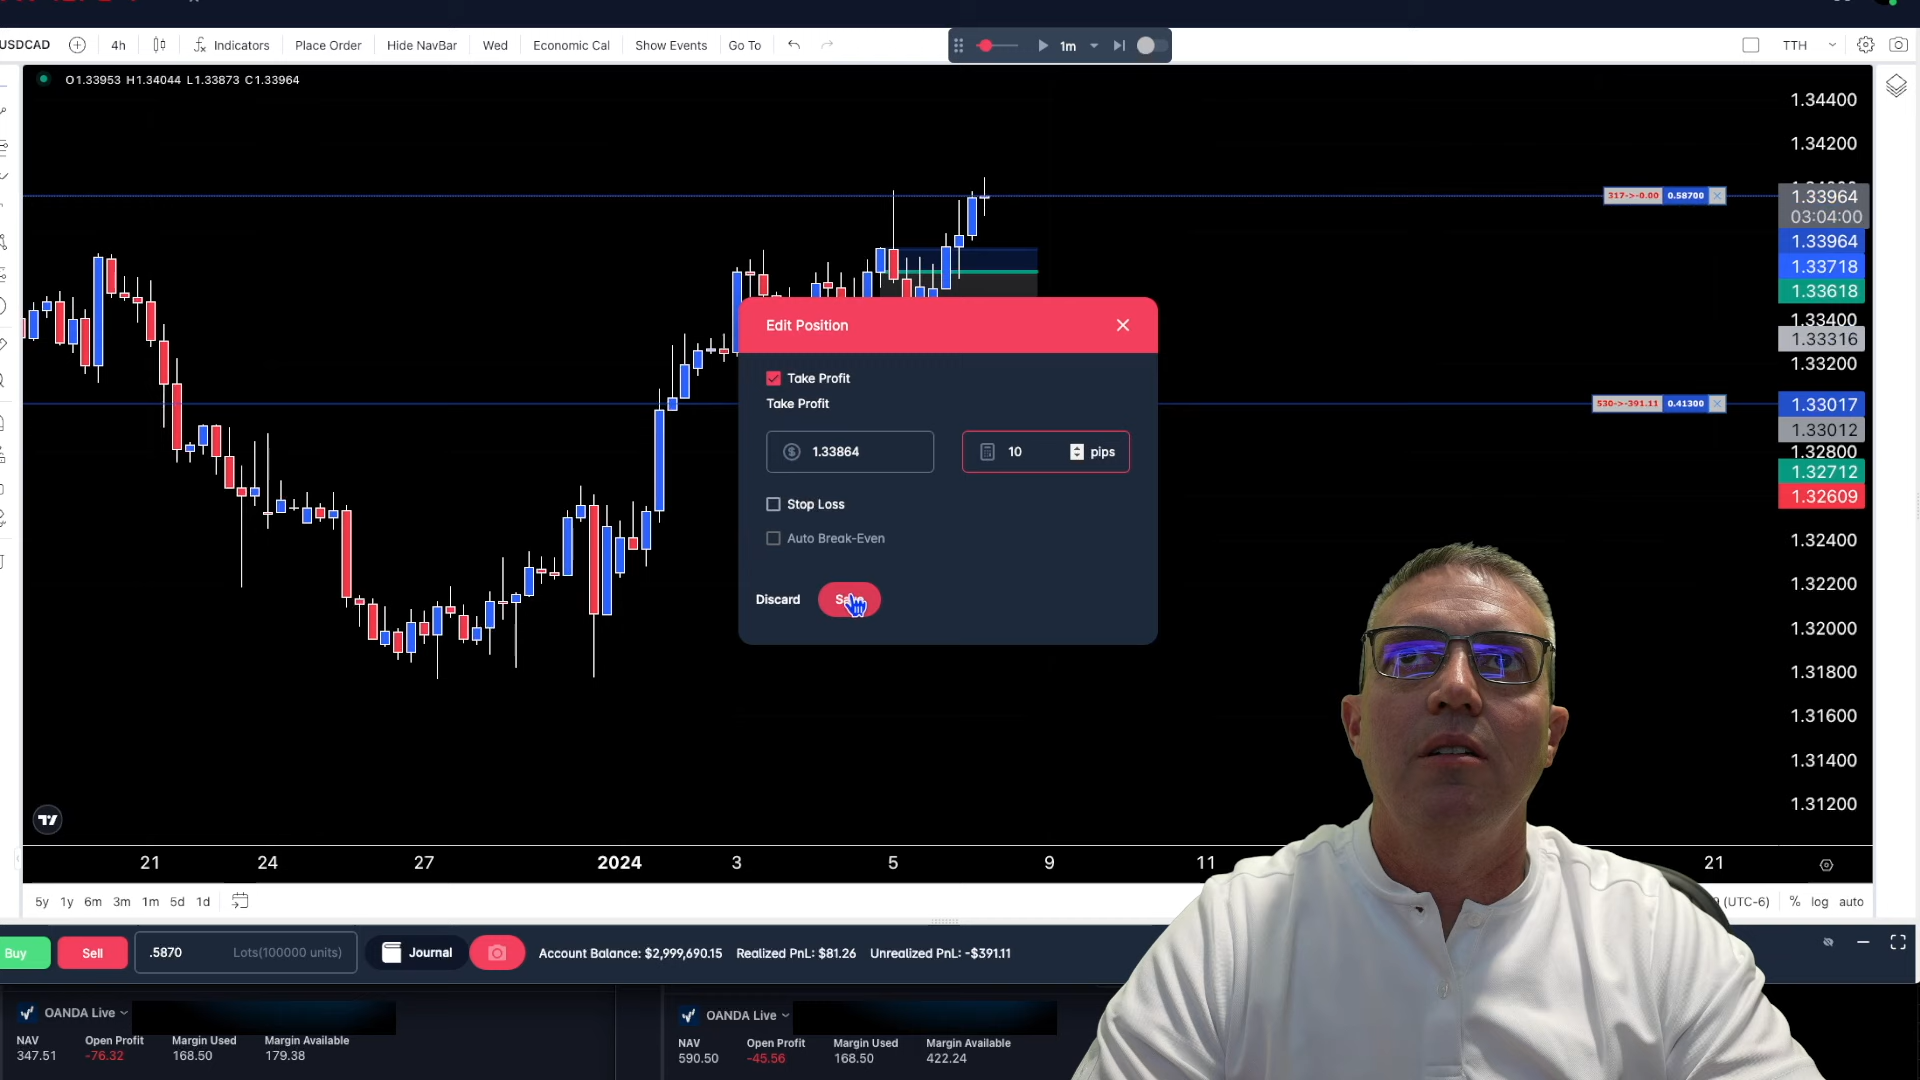 USDCAD 4h Indicators Place Order Hide NavBar Wed Economic Cal Show Events Go To 1m TTH
O1.33953 H1.34044 L1.33873 C1.33964
1.34400
1.34200
317->-0.00 0.58700
1.33964
03:04:00
1.33964
1.33718
1.33618
1.33400
1.33316
1.33200
530->-391.11 0.41300
1.33017
1.33012
1.32800
1.32712
1.32609
1.32400
1.32200
1.32000
1.31800
1.31600
1.31400
1.31200
Edit Position
Take Profit
Take Profit
1.33864 10 pips
Stop Loss
Auto Break-Even
Discard
21 24 27 2024 3 5 9 11 21
5y 1y 6m 3m 1m 5d 1d (UTC-6) % log auto
Buy Sell .5870 Lots(100000 units) Journal Account Balance: $2,999,690.15 Realized PnL: $81.26 Unrealized PnL: -$391.11
OANDA Live
NAV Open Profit Margin Used Margin Available
347.51 -76.32 168.50 179.38
OANDA Live
NAV Open Profit Margin Used Margin Available
590.50 -45.56 168.50 422.24